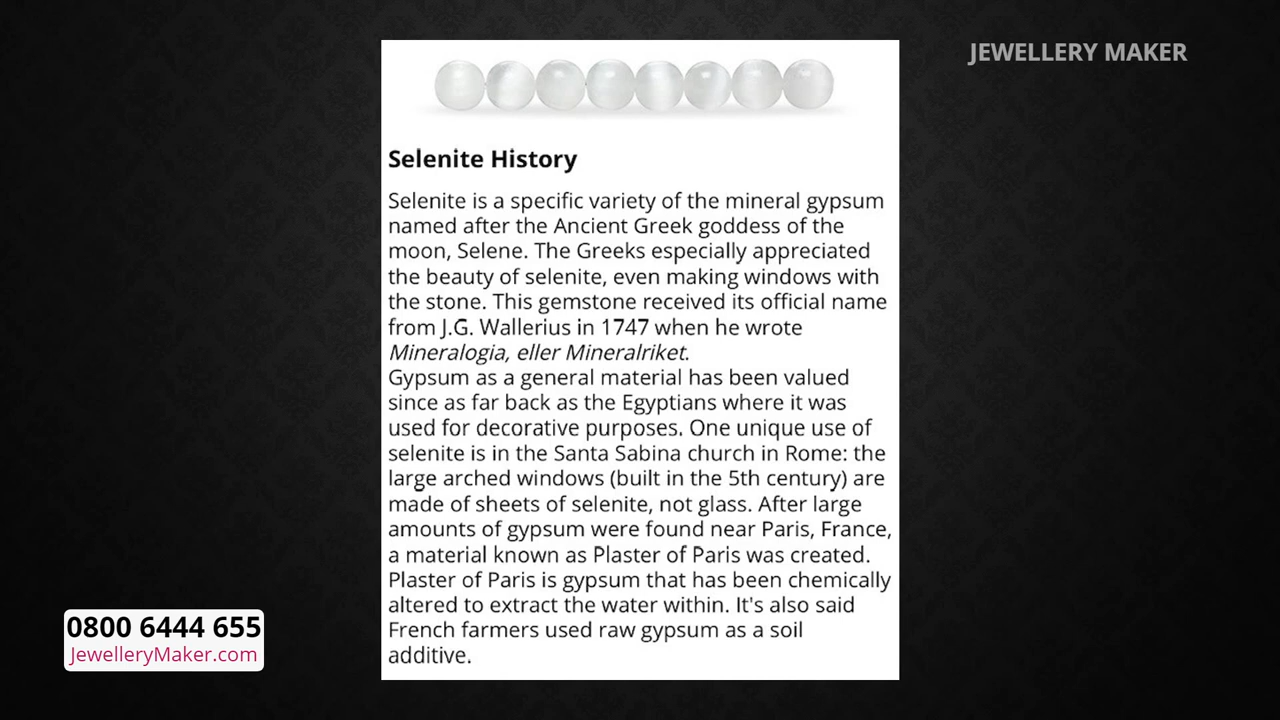 JEWELLERY MAKER
Selenite History
Selenite is a specific variety of the mineral gypsum
named after the Ancient Greek goddess of the
moon, Selene. The Greeks especially appreciated
the beauty of selenite, even making windows with
the stone. This gemstone received its official name
from J.G. Wallerius in 1747 when he wrote
Mineralogia, eller Mineralriket.
Gypsum as a general material has been valued
since as far back as the Egyptians where it was
used for decorative purposes. One unique use of
selenite is in the Santa Sabina church in Rome: the
large arched windows (built in the 5th century) are
made of sheets of selenite, not glass. After large
amounts of gypsum were found near Paris, France,
a material known as Plaster of Paris was created.
Plaster of Paris is gypsum that has been chemically
altered to extract the water within. It's also said
French farmers used raw gypsum as a soil
additive.
0800 6444 655
JewelleryMaker.com